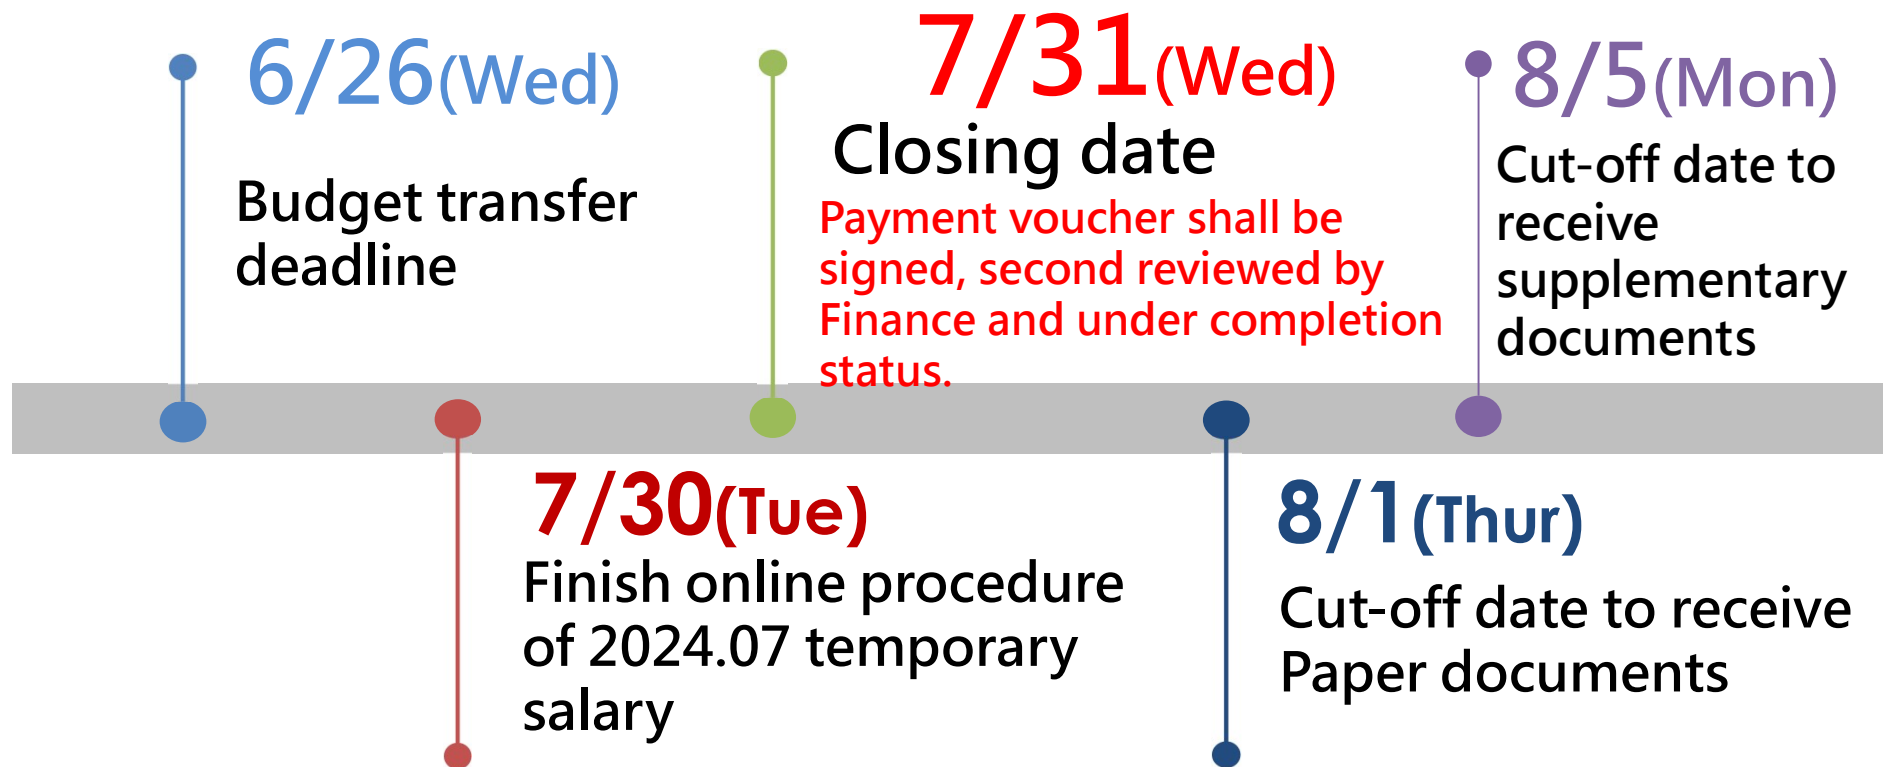 6/26(Wed)
Budget transfer
deadline
7/30(Tue)
Finish online procedure
of 2024.07 temporary
salary
7/31(Wed)
Closing date
Payment voucher shall be
signed, second reviewed by
Finance and under completion
status.
8/1(Thur)
Cut-off date to receive
Paper documents
8/5(Mon)
Cut-off date to
receive
supplementary
documents